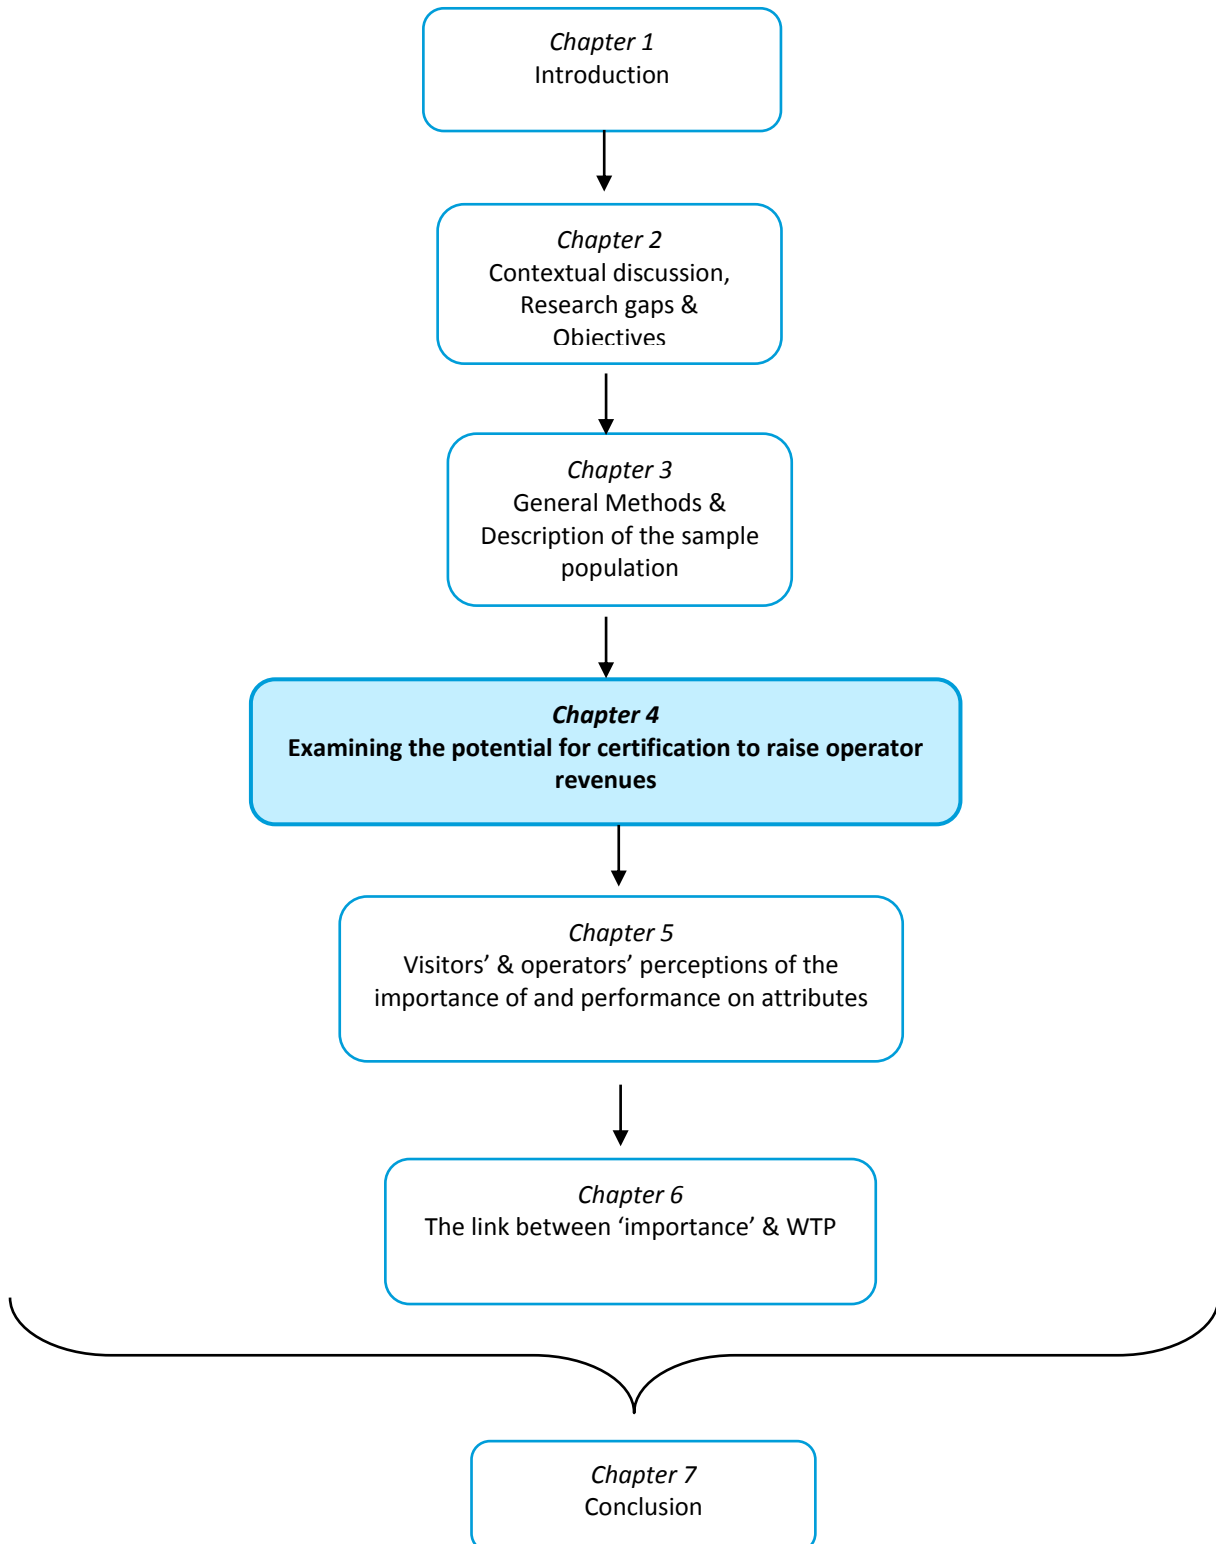 Chapter 1
Introduction
Chapter 2
Contextual discussion,
Research gaps &
Objectives
Chapter 3
General Methods &
Description of the sample
population
Chapter 4
Examining the potential for certification to raise operator
revenues
Chapter 5
Visitors’ & operators’ perceptions of the
importance of and performance on attributes
Chapter 6
The link between ‘importance’ & WTP
Chapter 7
Conclusion